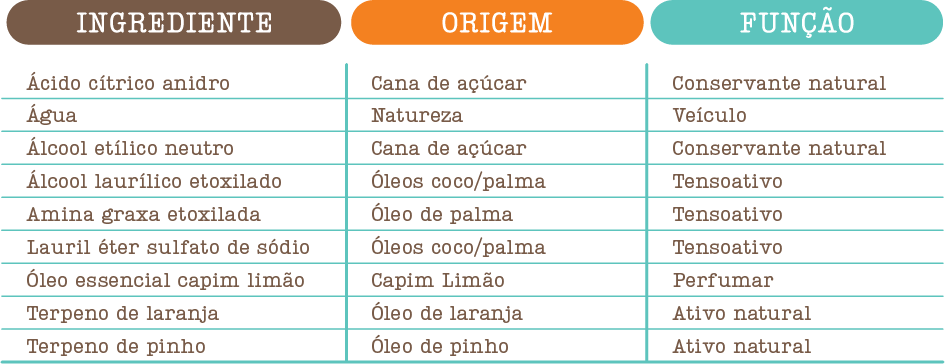 INGREDIENTE ORIGEM FUNÇÃO
Ácido cítrico anidro Cana de açúcar Conservante natural
Água Natureza Veículo
Álcool etílico neutro Cana de açúcar Conservante natural
Álcool laurílico etoxilado Óleos coco/palma Tensoativo
Amina graxa etoxilada Óleo de palma Tensoativo
Lauril éter sulfato de sódio Óleos coco/palma Tensoativo
Óleo essencial capim limão Capim Limão Perfumar
Terpeno de laranja Óleo de laranja Ativo natural
Terpeno de pinho Óleo de pinho Ativo natural